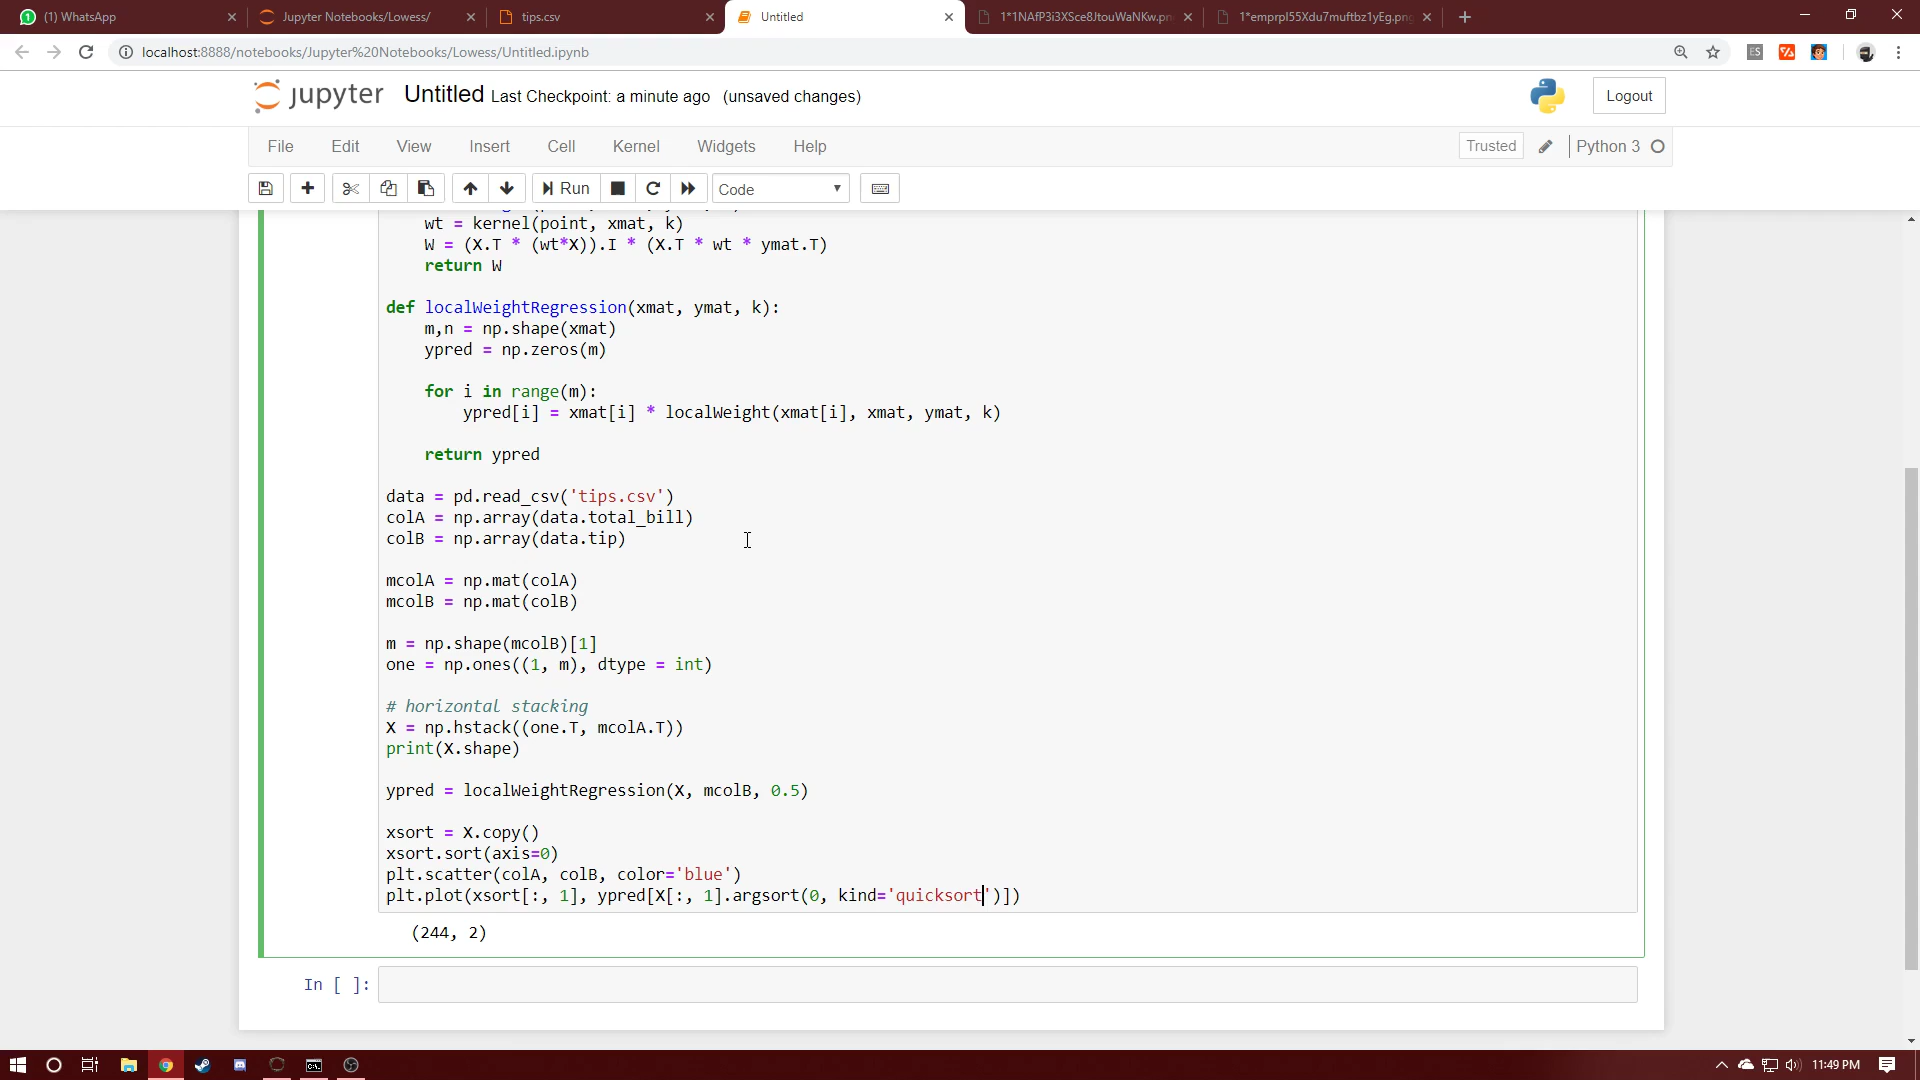 (1) WhatsApp
Jupyter Notebooks/Lowess/
tips.csv
Untitled
1*1NAfP3i3XSce8JtouWaNKw.pn
1*emprpl55Xdu7muftbz1yEg.png
localhost:8888/notebooks/Jupyter%20Notebooks/Lowess/Untitled.ipynb
ES
jupyter Untitled Last Checkpoint: a minute ago (unsaved changes)
Logout
File Edit View Insert Cell Kernel Widgets Help
Trusted Python 3
Run Code
wt = kernel(point, xmat, k)
W = (X.T * (wt*X)).I * (X.T * wt * ymat.T)
return W
def localWeightRegression(xmat, ymat, k):
m,n = np.shape(xmat)
ypred = np.zeros(m)
for i in range(m):
ypred[i] = xmat[i] * localWeight(xmat[i], xmat, ymat, k)
return ypred
data = pd.read_csv('tips.csv')
colA = np.array(data.total_bill)
colB = np.array(data.tip)
mcolA = np.mat(colA)
mcolB = np.mat(colB)
m = np.shape(mcolB)[1]
one = np.ones((1, m), dtype = int)
# horizontal stacking
X = np.hstack((one.T, mcolA.T))
print(X.shape)
ypred = localWeightRegression(X, mcolB, 0.5)
xsort = X.copy()
xsort.sort(axis=0)
plt.scatter(colA, colB, color='blue')
plt.plot(xsort[:, 1], ypred[X[:, 1].argsort(0, kind='quicksort')])
(244, 2)
In [ ]:
11:49 PM